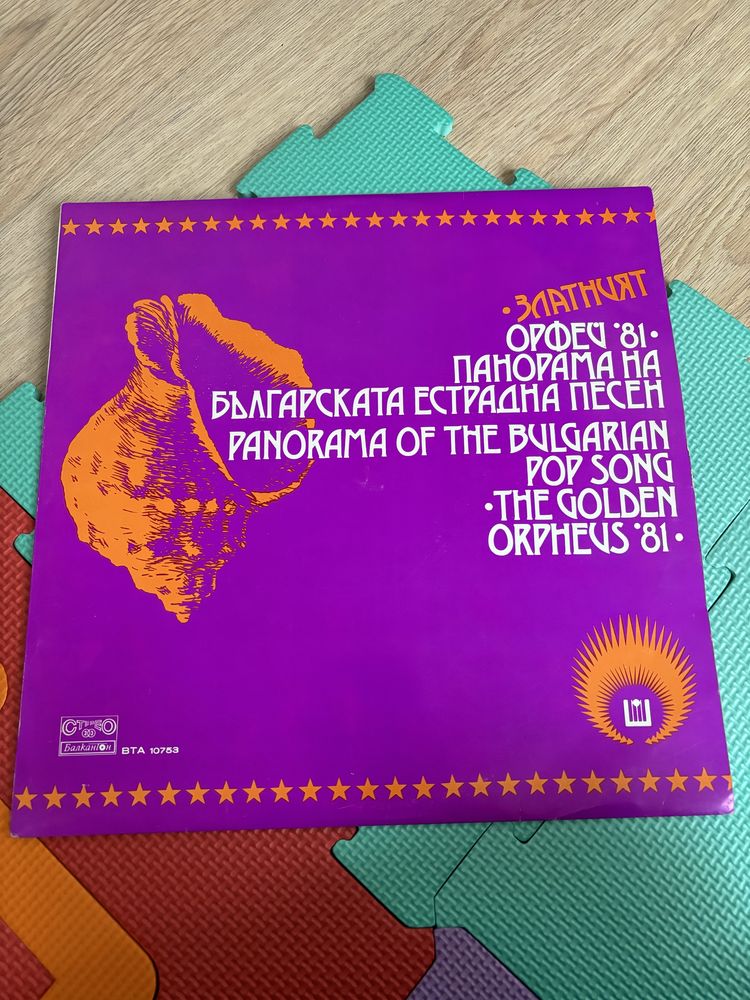 • ЗЛАТНИЯТ
ОРФЕЙ '81 •
ПАНОРАМА НА
БЪЛГАРСКАТА ЕСТРАДНА ПЕСЕН
PANORAMA OF THE BULGARIAN
POP SONG
• THE GOLDEN
ORPHEUS '81 •
СТЕРЕО
Балкантон
ВТА 10753